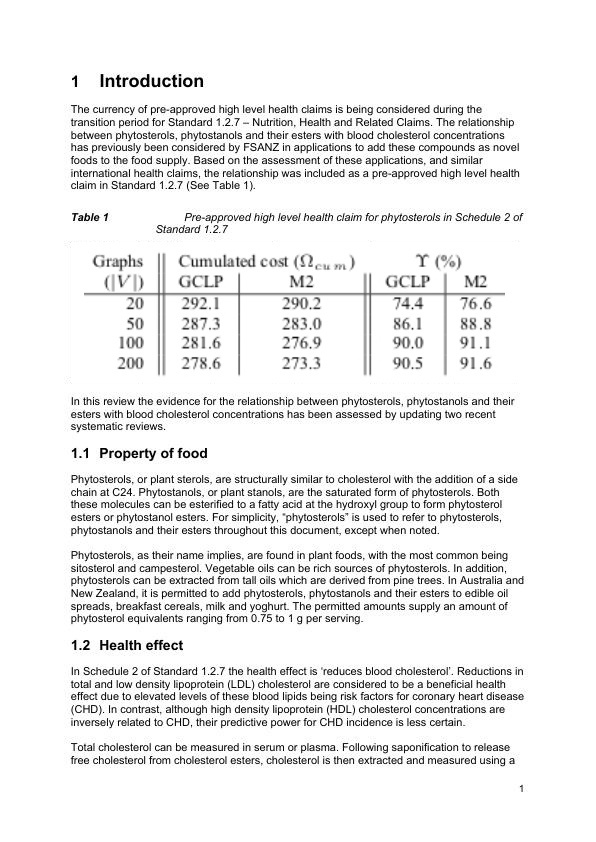 1 Introduction
The currency of pre-approved high level health claims is being considered during the
transition period for Standard 1.2.7 – Nutrition, Health and Related Claims. The relationship
between phytosterols, phytostanols and their esters with blood cholesterol concentrations
has previously been considered by FSANZ in applications to add these compounds as novel
foods to the food supply. Based on the assessment of these applications, and similar
international health claims, the relationship was included as a pre-approved high level health
claim in Standard 1.2.7 (See Table 1).
Table 1 Pre-approved high level health claim for phytosterols in Schedule 2 of
Standard 1.2.7
Graphs Cumulated cost (Ω cum) ϒ (%)
(|V|) GCLP M2 GCLP M2
20 292.1 290.2 74.4 76.6
50 287.3 283.0 86.1 88.8
100 281.6 276.9 90.0 91.1
200 278.6 273.3 90.5 91.6
In this review the evidence for the relationship between phytosterols, phytostanols and their
esters with blood cholesterol concentrations has been assessed by updating two recent
systematic reviews.
1.1 Property of food
Phytosterols, or plant sterols, are structurally similar to cholesterol with the addition of a side
chain at C24. Phytostanols, or plant stanols, are the saturated form of phytosterols. Both
these molecules can be esterified to a fatty acid at the hydroxyl group to form phytosterol
esters or phytostanol esters. For simplicity, “phytosterols” is used to refer to phytosterols,
phytostanols and their esters throughout this document, except when noted.
Phytosterols, as their name implies, are found in plant foods, with the most common being
sitosterol and campesterol. Vegetable oils can be rich sources of phytosterols. In addition,
phytosterols can be extracted from tall oils which are derived from pine trees. In Australia and
New Zealand, it is permitted to add phytosterols, phytostanols and their esters to edible oil
spreads, breakfast cereals, milk and yoghurt. The permitted amounts supply an amount of
phytosterol equivalents ranging from 0.75 to 1 g per serving.
1.2 Health effect
In Schedule 2 of Standard 1.2.7 the health effect is ‘reduces blood cholesterol’. Reductions in
total and low density lipoprotein (LDL) cholesterol are considered to be a beneficial health
effect due to elevated levels of these blood lipids being risk factors for coronary heart disease
(CHD). In contrast, although high density lipoprotein (HDL) cholesterol concentrations are
inversely related to CHD, their predictive power for CHD incidence is less certain.
Total cholesterol can be measured in serum or plasma. Following saponification to release
free cholesterol from cholesterol esters, cholesterol is then extracted and measured using a
1